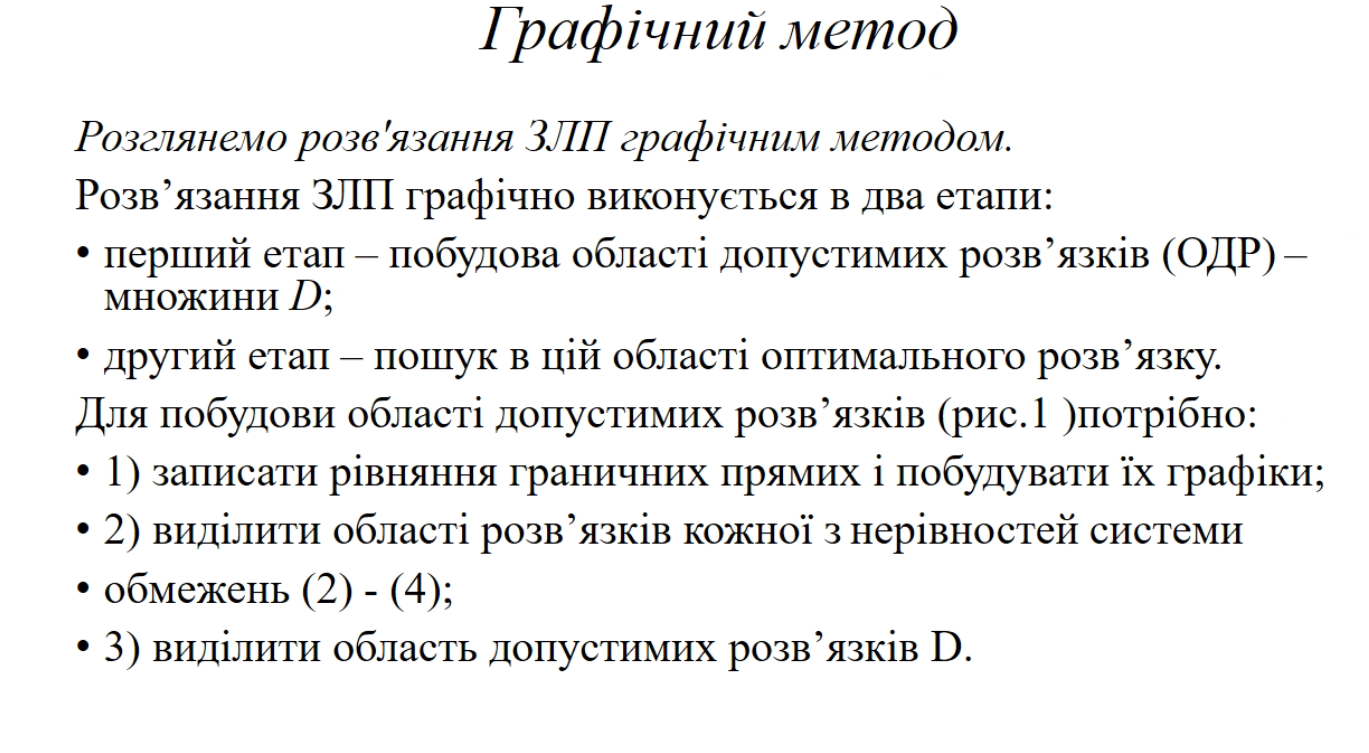 Графічний метод
Розглянемо розв'язання ЗЛП графічним методом.
Розв’язання ЗЛП графічно виконується в два етапи:
• перший етап – побудова області допустимих розв’язків (ОДР) –
множини D;
• другий етап – пошук в цій області оптимального розв’язку.
Для побудови області допустимих розв’язків (рис.1 )потрібно:
• 1) записати рівняння граничних прямих і побудувати їх графіки;
• 2) виділити області розв’язків кожної з нерівностей системи
• обмежень (2) - (4);
• 3) виділити область допустимих розв’язків D.